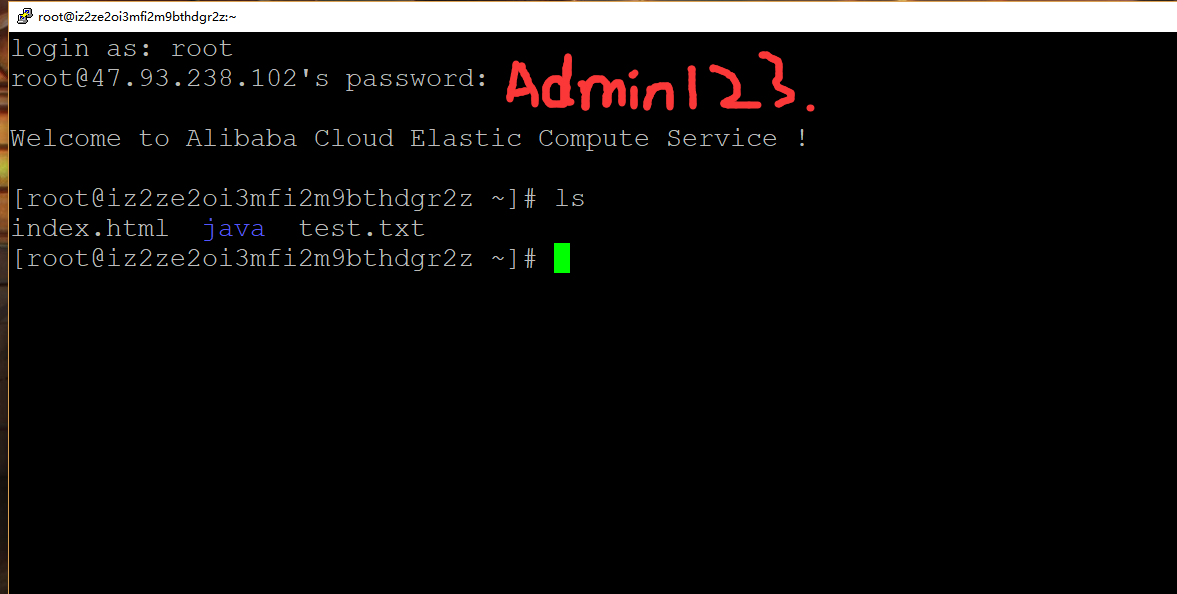 root@iz2ze2oi3mfi2m9bthdgr2z:~
login as: root
root@47.93.238.102's password: Admin123.
Welcome to Alibaba Cloud Elastic Compute Service !
[root@iz2ze2oi3mfi2m9bthdgr2z ~]# ls
index.html  java  test.txt
[root@iz2ze2oi3mfi2m9bthdgr2z ~]#